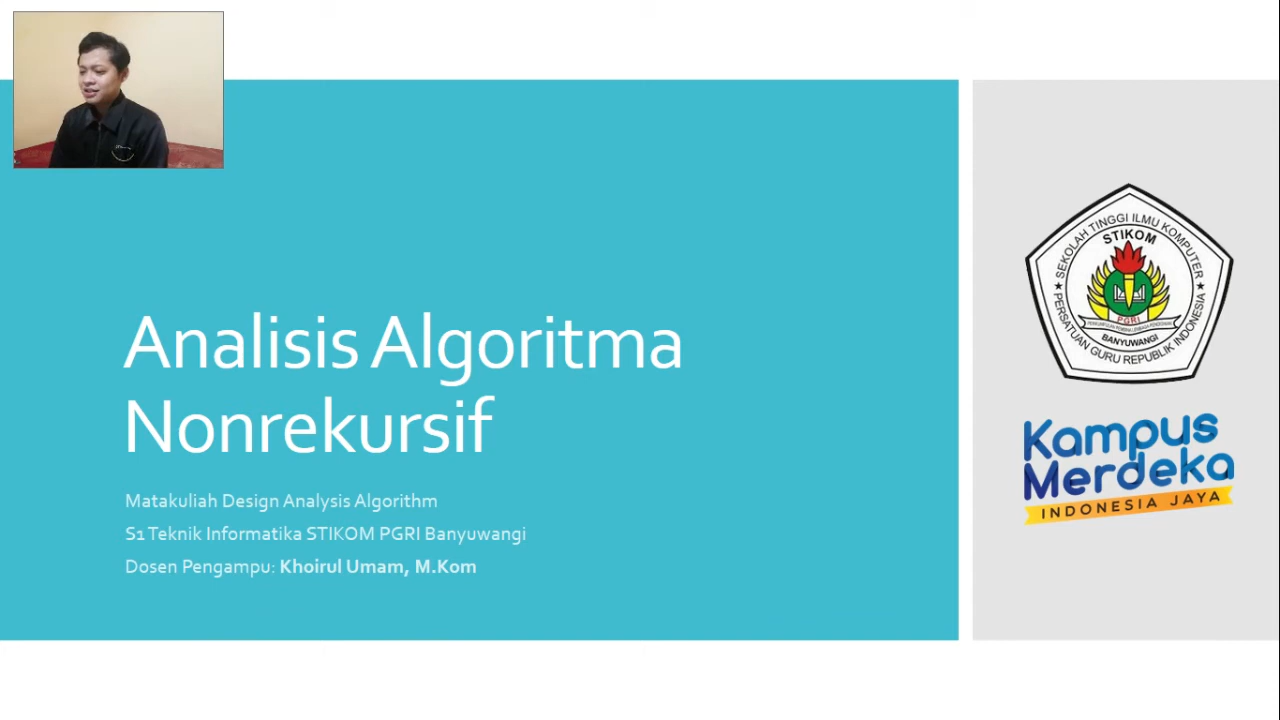 Analisis Algoritma
Nonrekursif
Matakuliah Design Analysis Algorithm
S1 Teknik Informatika STIKOM PGRI Banyuwangi
Dosen Pengampu: Khoirul Umam, M.Kom
SEKOLAH TINGGI ILMU KOMPUTER
STIKOM
PGRI
BANYUWANGI
PERSATUAN GURU REPUBLIK INDONESIA
Kampus
Merdeka
INDONESIA JAYA